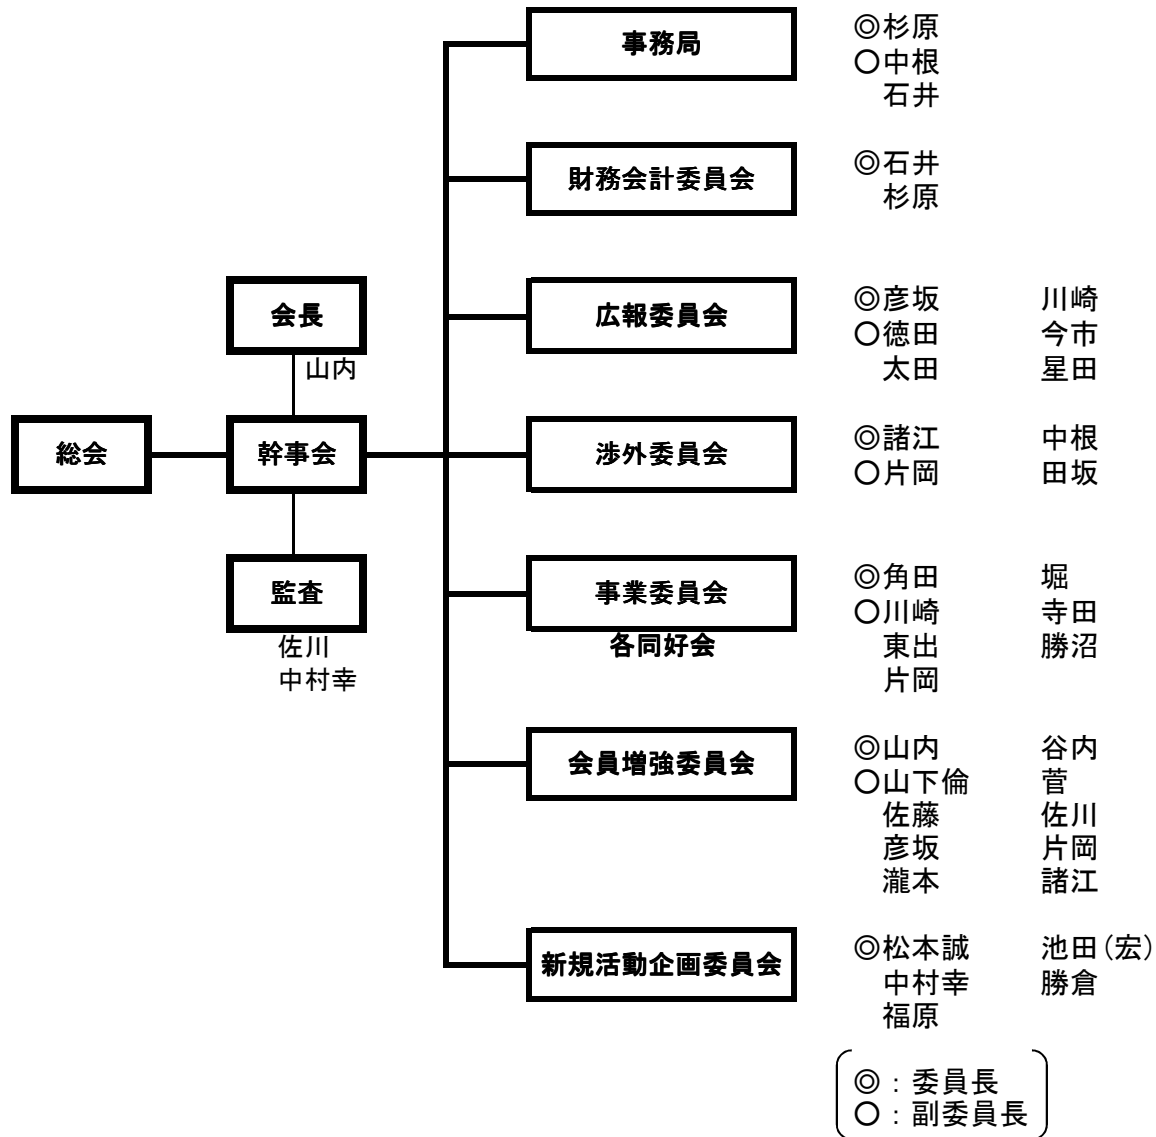 事務局
◎杉原
○中根
石井
財務会計委員会
◎石井
杉原
会長
山内
広報委員会
◎彦坂 川崎
○徳田 今市
太田 星田
総会
幹事会
渉外委員会
◎諸江 中根
○片岡 田坂
監査
佐川
中村幸
事業委員会
各同好会
◎角田 堀
○川崎 寺田
東出 勝沼
片岡
会員増強委員会
◎山内 谷内
○山下倫 菅
佐藤 佐川
彦坂 片岡
瀧本 諸江
新規活動企画委員会
◎松本誠 池田(宏)
中村幸 勝倉
福原
◎:委員長
○:副委員長